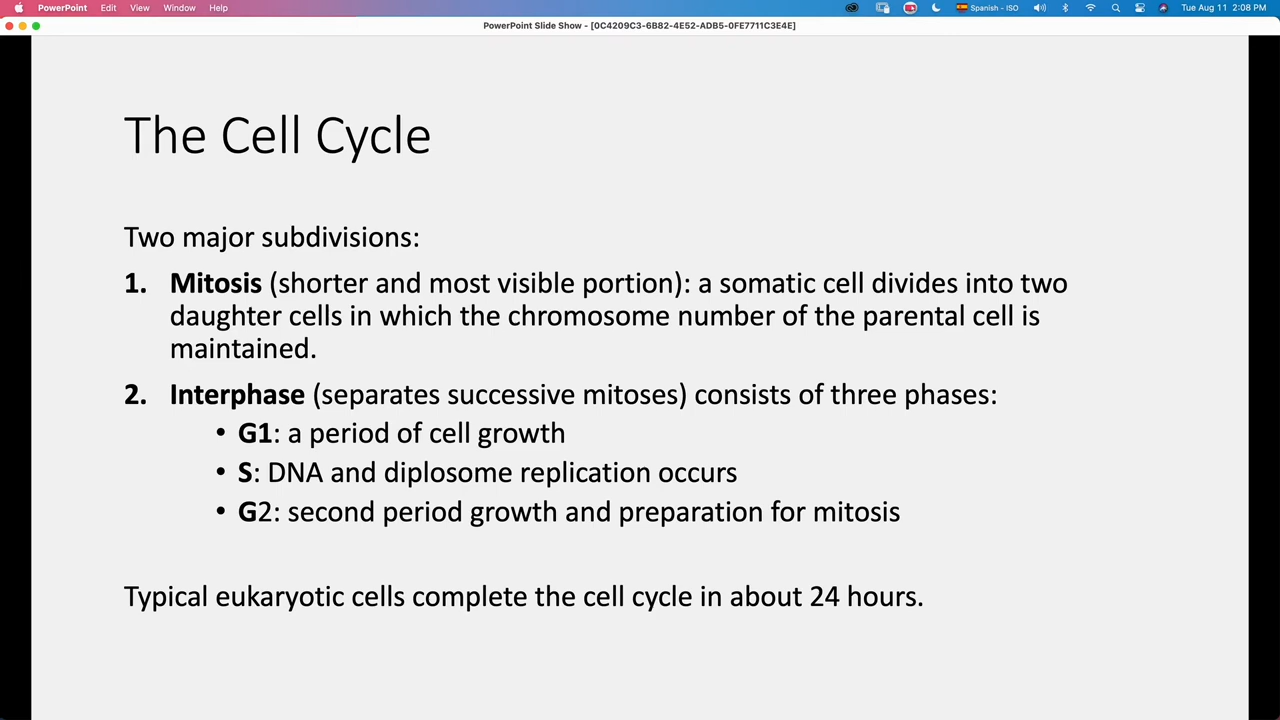 PowerPoint Edit View Window Help Spanish - ISO Tue Aug 11 2:08 PM
PowerPoint Slide Show - [0C4209C3-6B82-4E52-ADB5-0FE7711C3E4E]
The Cell Cycle
Two major subdivisions:
1. Mitosis (shorter and most visible portion): a somatic cell divides into two
daughter cells in which the chromosome number of the parental cell is
maintained.
2. Interphase (separates successive mitoses) consists of three phases:
• G1: a period of cell growth
• S: DNA and diplosome replication occurs
• G2: second period growth and preparation for mitosis
Typical eukaryotic cells complete the cell cycle in about 24 hours.